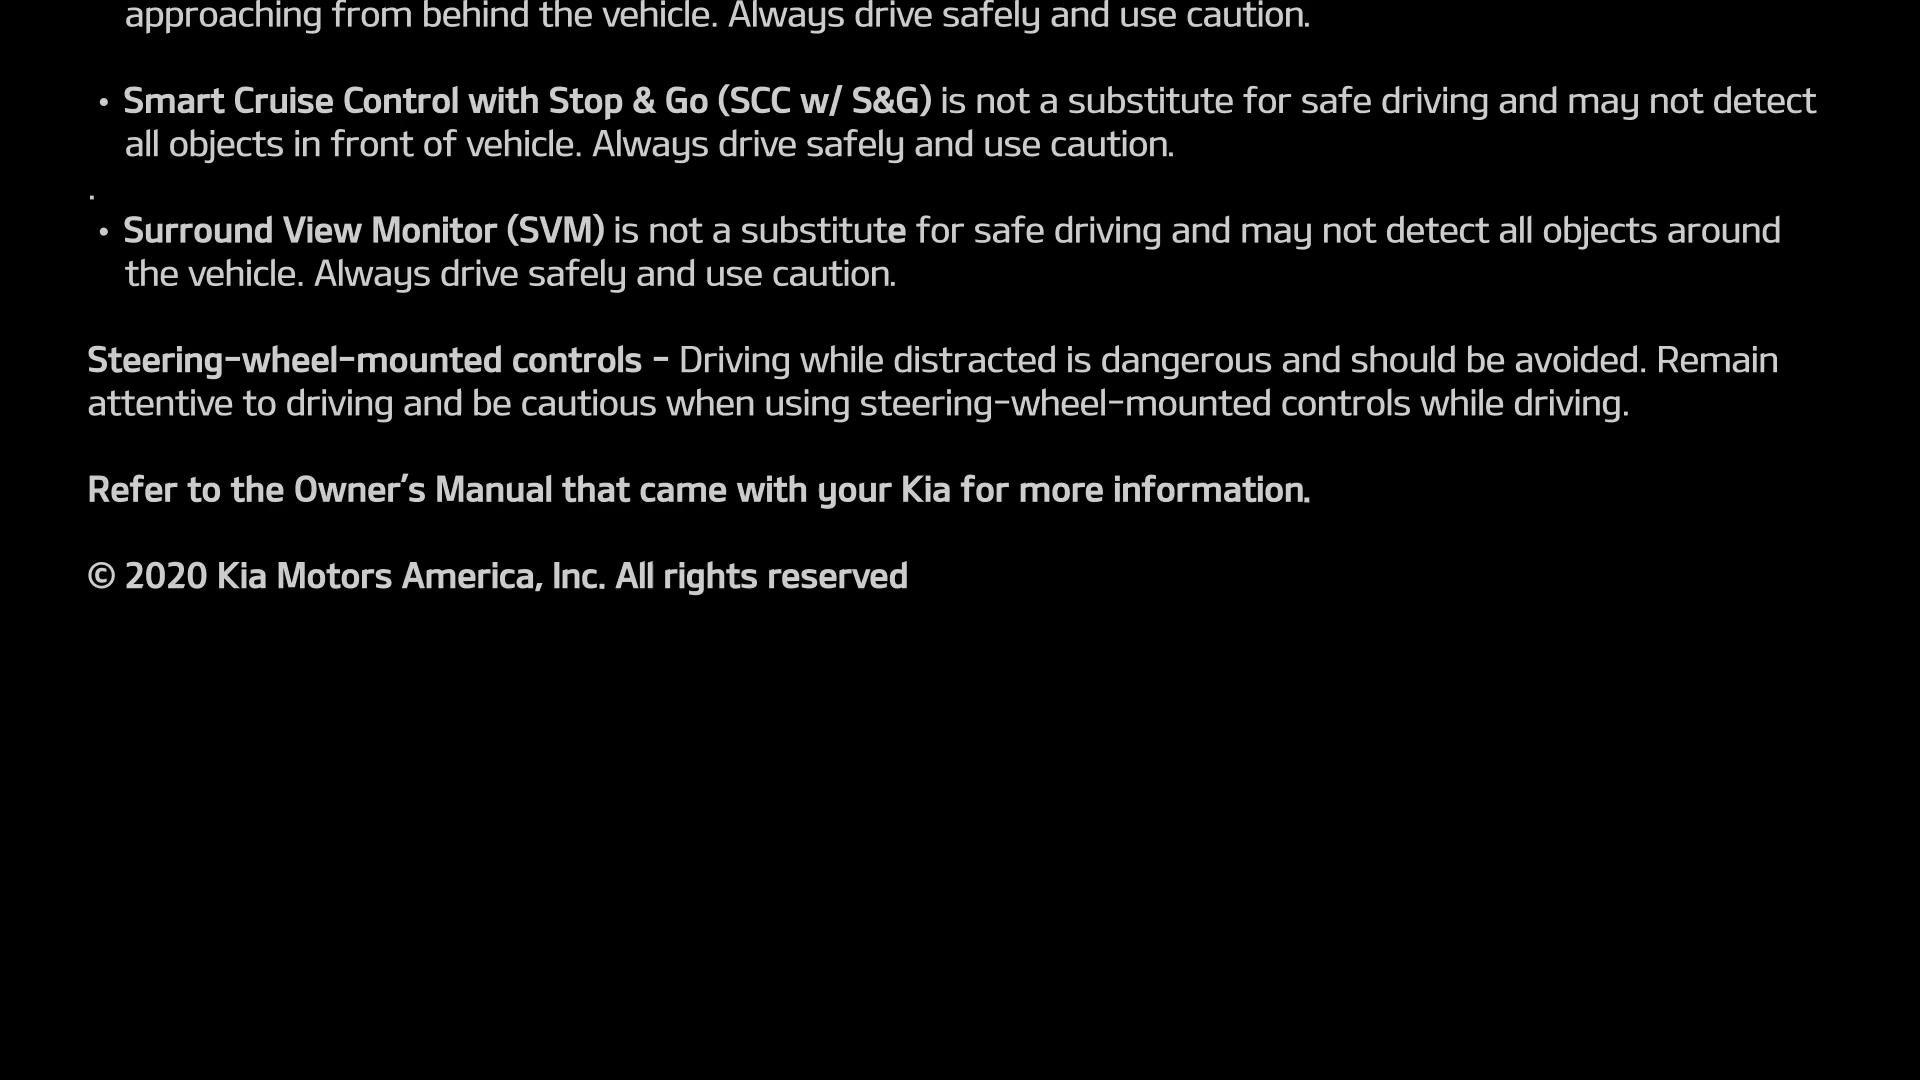 approaching from behind the vehicle. Always drive safely and use caution.
• Smart Cruise Control with Stop & Go (SCC w/ S&G) is not a substitute for safe driving and may not detect
all objects in front of vehicle. Always drive safely and use caution.
.
• Surround View Monitor (SVM) is not a substitute for safe driving and may not detect all objects around
the vehicle. Always drive safely and use caution.
Steering-wheel-mounted controls - Driving while distracted is dangerous and should be avoided. Remain
attentive to driving and be cautious when using steering-wheel-mounted controls while driving.
Refer to the Owner's Manual that came with your Kia for more information.
© 2020 Kia Motors America, Inc. All rights reserved